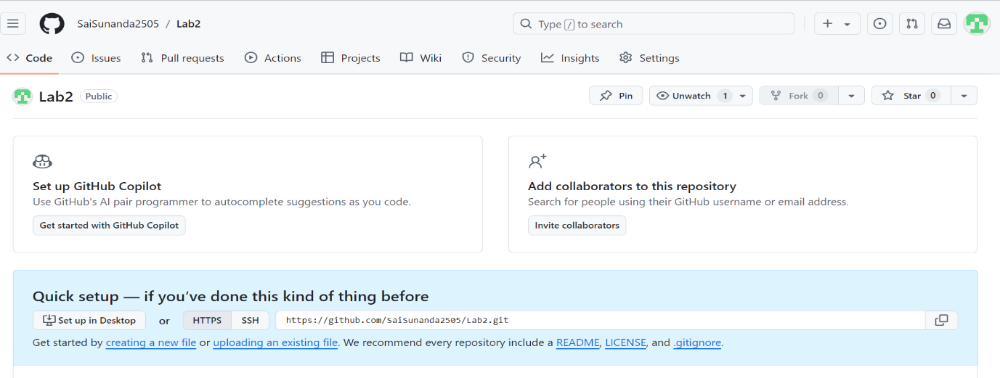 SaiSunanda2505 / Lab2
Type / to search
Code Issues Pull requests Actions Projects Wiki Security Insights Settings
Lab2 Public
Pin Unwatch 1 Fork 0 Star 0
Set up GitHub Copilot
Use GitHub's AI pair programmer to autocomplete suggestions as you code.
Get started with GitHub Copilot
Add collaborators to this repository
Search for people using their GitHub username or email address.
Invite collaborators
Quick setup — if you’ve done this kind of thing before
Set up in Desktop or HTTPS SSH https://github.com/SaiSunanda2505/Lab2.git
Get started by creating a new file or uploading an existing file. We recommend every repository include a README, LICENSE, and .gitignore.